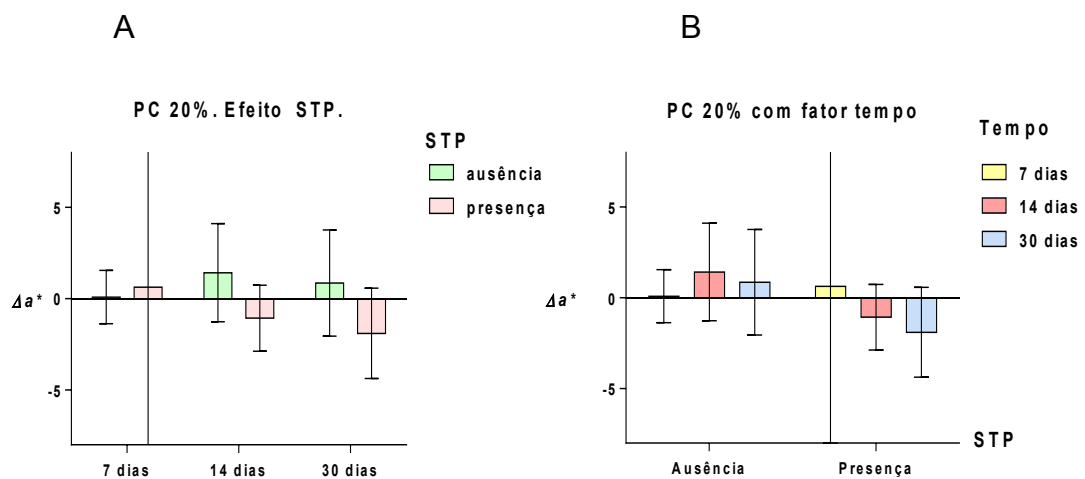 A
PC 20%. Efeito STP.
STP
ausência
presença
5
0
-5
Δa*
7 dias 14 dias 30 dias
B
PC 20% com fator tempo
Tempo
7 dias
14 dias
30 dias
5
0
-5
Δa*
Ausência Presença
STP